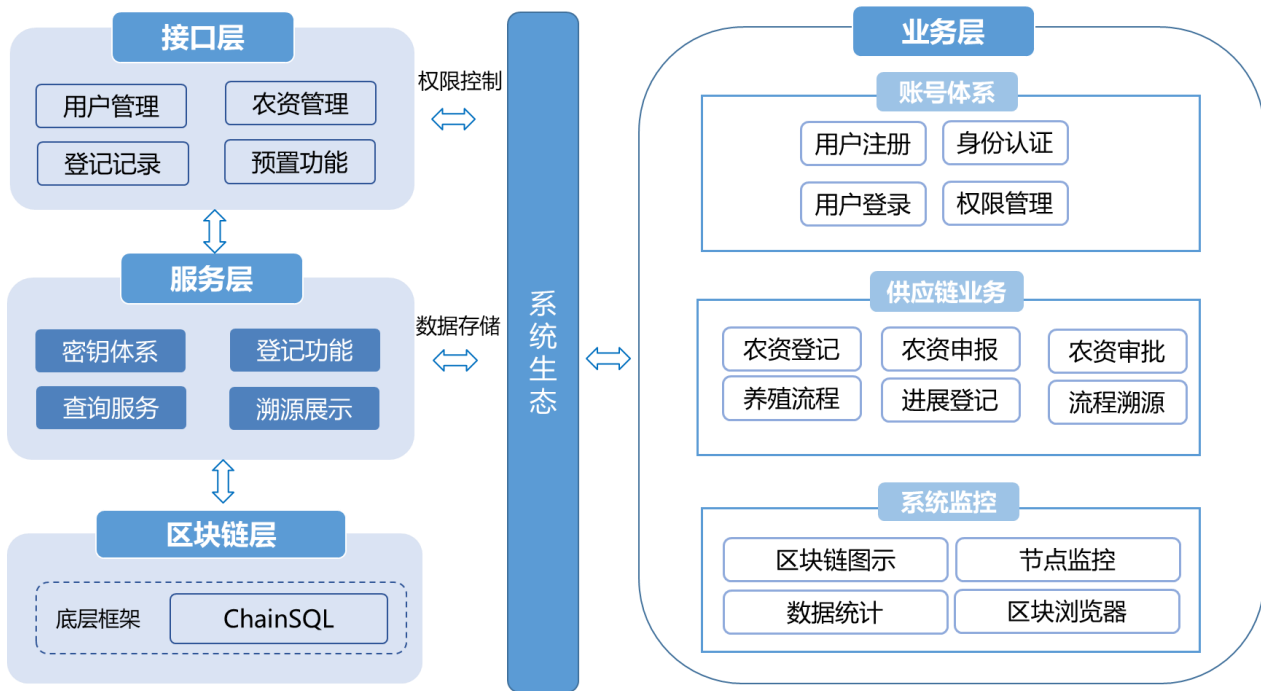 接口层
用户管理
农资管理
登记记录
预置功能
权限控制
服务层
密钥体系
登记功能
查询服务
溯源展示
数据存储
区块链层
底层框架
ChainSQL
系统生态
业务层
账号体系
用户注册
身份认证
用户登录
权限管理
供应链业务
农资登记
农资申报
农资审批
养殖流程
进展登记
流程溯源
系统监控
区块链图示
节点监控
数据统计
区块浏览器